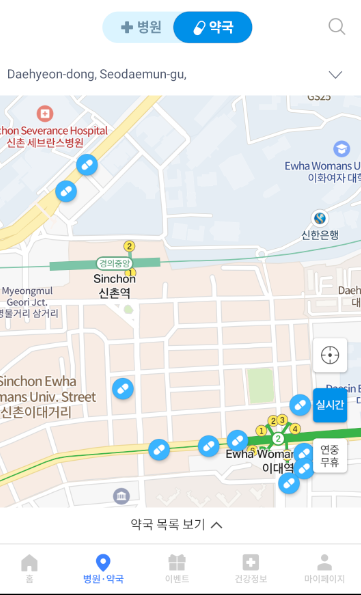 병원
약국
Daehyeon-dong, Seodaemun-gu,
GS25
chon Severance Hospital
신촌 세브란스병원
Ewha Womans U
이화여자 대학
신한은행
2
경의중앙
1
Sinchon
신촌역
Myeongmul
Geori Jct.
명물거리 삼거리
Daeh
대
Sinchon Ewha
mans Univ. Street
신촌이대거리
Daesin E
실시간
2 3
1 4
2
Ewha Woman
이대역
연중
무휴
약국 목록 보기
홈
병원·약국
이벤트
건강정보
마이페이지